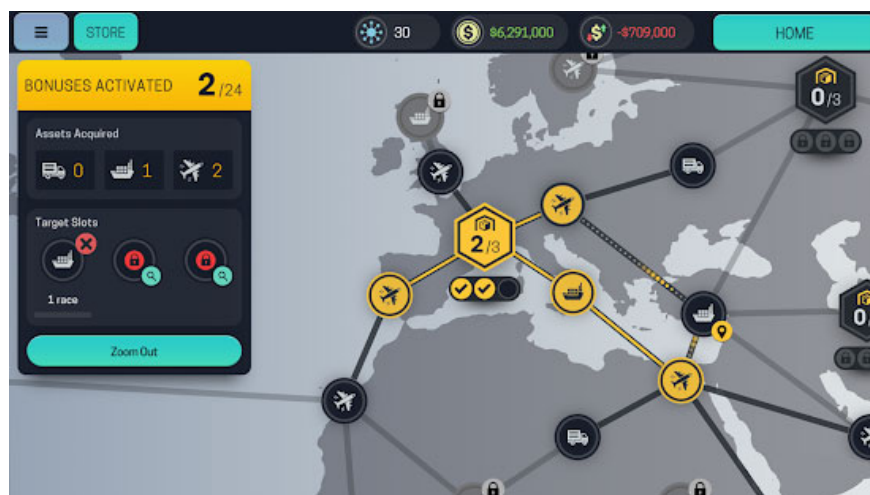 STORE
30
$6,291,000
-$709,000
HOME
BONUSES ACTIVATED 2/24
Assets Acquired
0
1
2
Target Slots
1 race
Zoom Out
2/3
0/3
0